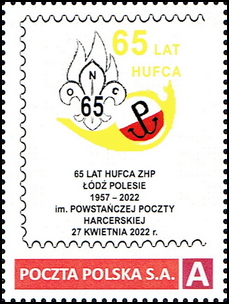 65 LAT
HUFCA
O N C
65
65 LAT HUFCA ZHP
ŁÓDŹ POLESIE
1957 – 2022
im. POWSTAŃCZEJ POCZTY
HARCERSKIEJ
27 KWIETNIA 2022 r.
POCZTA POLSKA S.A. A